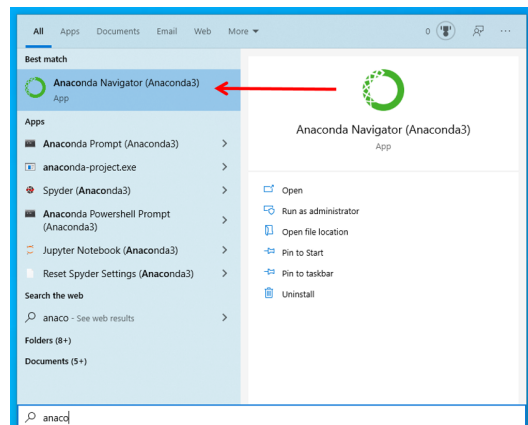 All Apps Documents Email Web More
0
Best match
Anaconda Navigator (Anaconda3)
App
Apps
Anaconda Prompt (Anaconda3)
anaconda-project.exe
Spyder (Anaconda3)
Anaconda Powershell Prompt
(Anaconda3)
Jupyter Notebook (Anaconda3)
Reset Spyder Settings (Anaconda3)
Search the web
anaco - See web results
Folders (8+)
Documents (5+)
Anaconda Navigator (Anaconda3)
App
Open
Run as administrator
Open file location
Pin to Start
Pin to taskbar
Uninstall
anaco